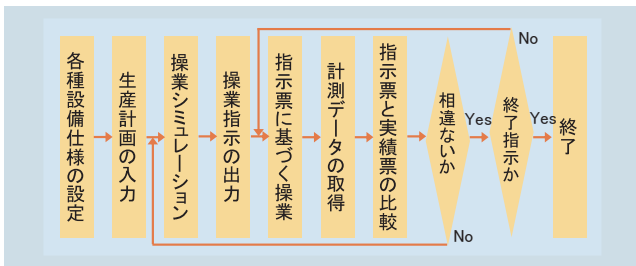 各種設備仕様の設定
生産計画の入力
操業シミュレーション
操業指示の出力
指示票に基づく操業
計測データの取得
指示票と実績票の比較
相違ないか
Yes
No
終了指示か
Yes
No
終了